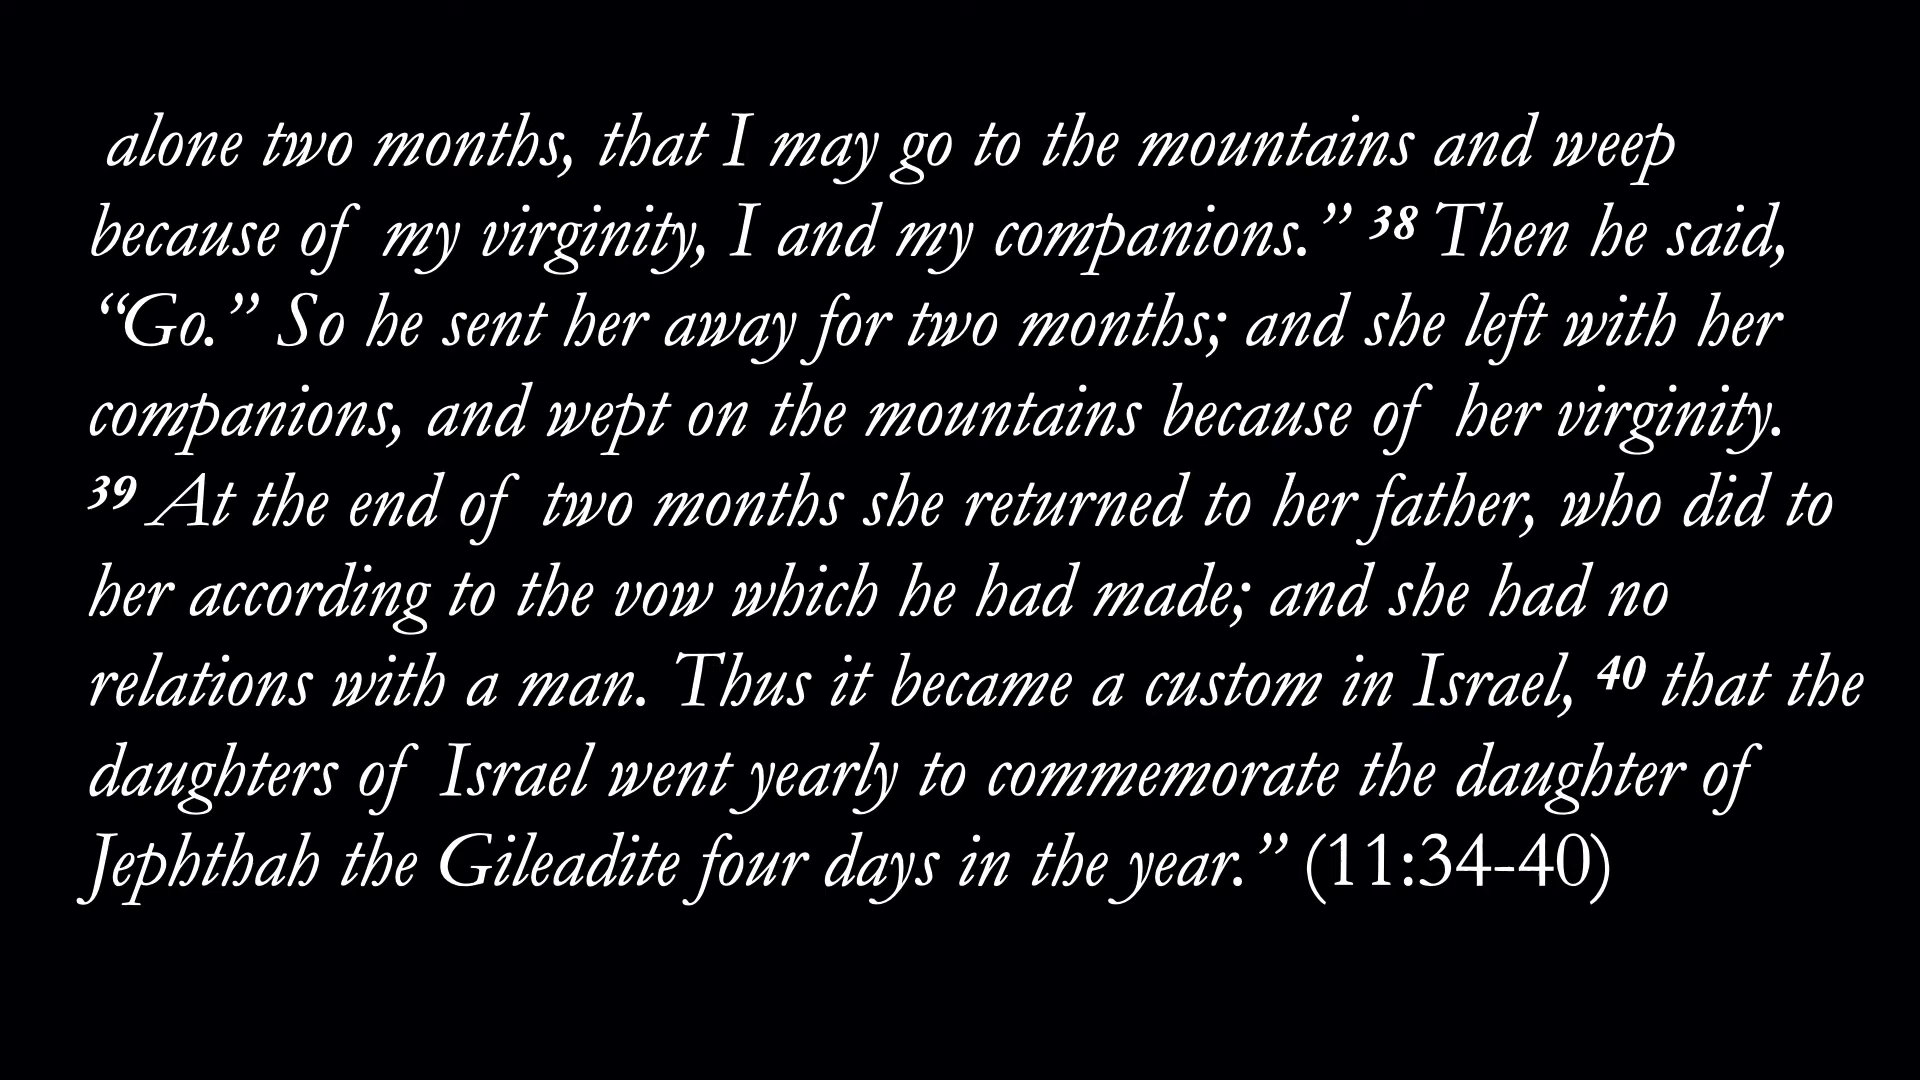 alone two months, that I may go to the mountains and weep
because of my virginity, I and my companions.” 38 Then he said,
“Go.” So he sent her away for two months; and she left with her
companions, and wept on the mountains because of her virginity.
39 At the end of two months she returned to her father, who did to
her according to the vow which he had made; and she had no
relations with a man. Thus it became a custom in Israel, 40 that the
daughters of Israel went yearly to commemorate the daughter of
Jephthah the Gileadite four days in the year.” (11:34-40)